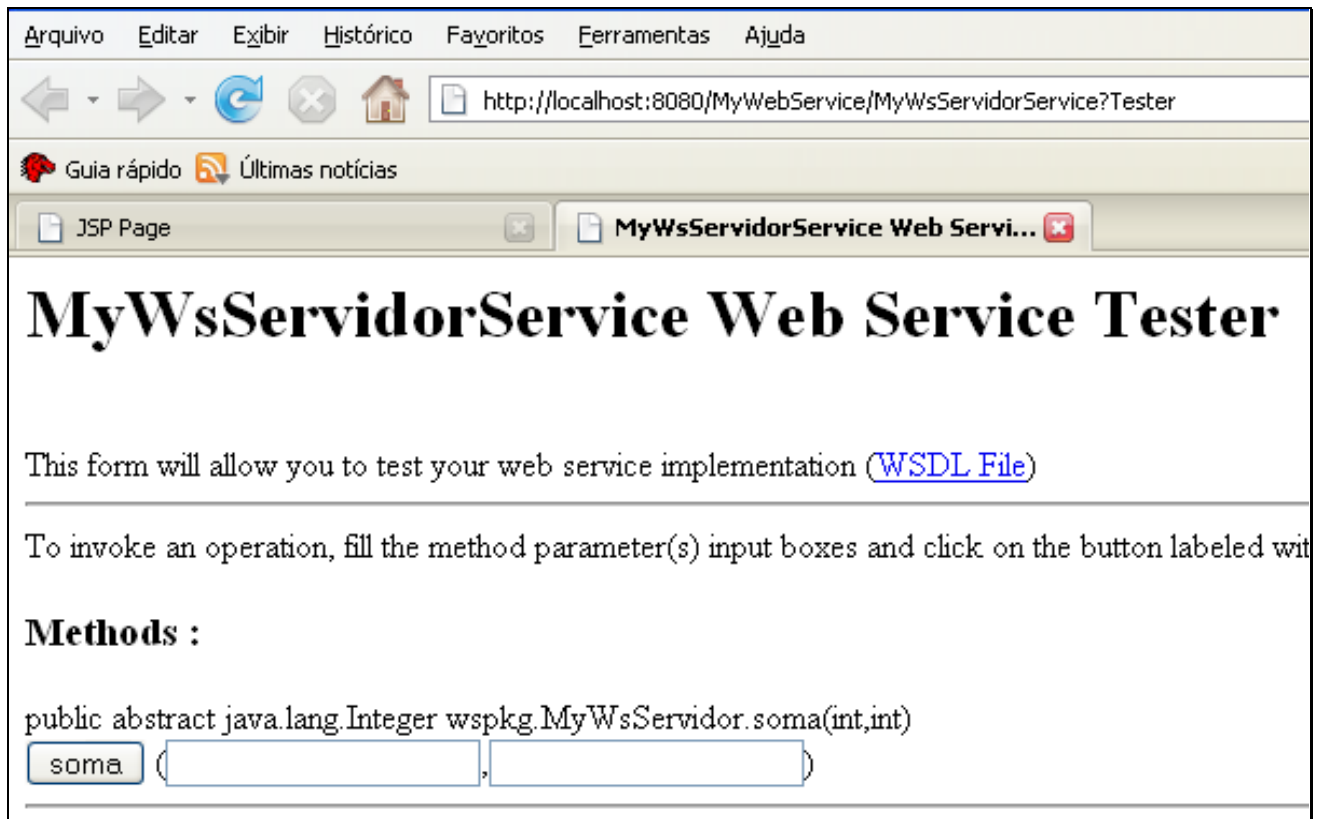 Arquivo Editar Exibir Histórico Favoritos Ferramentas Ajuda
http://localhost:8080/MyWebService/MyWsServidorService?Tester
Guia rápido Últimas notícias
JSP Page MyWsServidorService Web Servi...
MyWsServidorService Web Service Tester
This form will allow you to test your web service implementation (WSDL File)
To invoke an operation, fill the method parameter(s) input boxes and click on the button labeled wit
Methods :
public abstract java.lang.Integer wspkg.MyWsServidor.soma(int,int)
soma ( , )